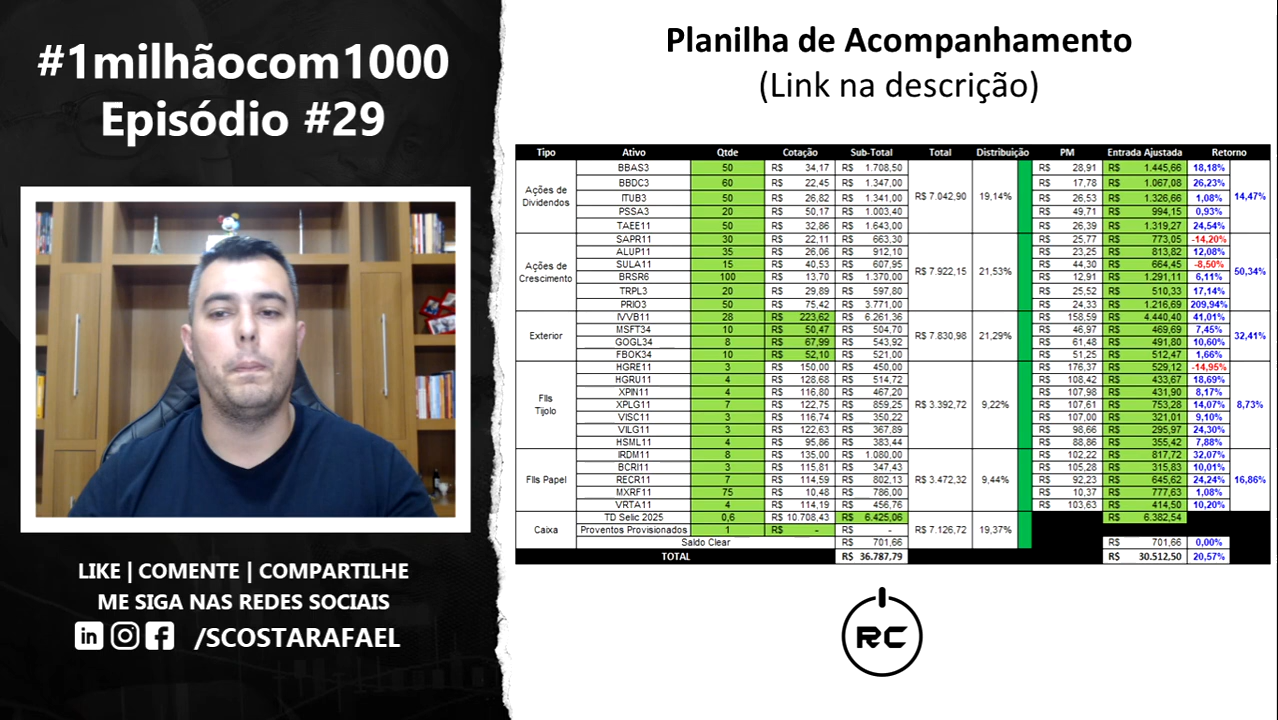 #1milhãocom1000
Episódio #29
LIKE | COMENTE | COMPARTILHE
ME SIGA NAS REDES SOCIAIS
in /SCOSTARAFAEL
Planilha de Acompanhamento
(Link na descrição)
Tipo Ativo Qtde Cotação Sub-Total Total Distribuição PM Entrada Ajustada Retorno
Ações de Dividendos R$ 7.042,90 19,14% 14,47%
BBAS3 50 R$ 34,17 R$ 1.708,50 R$ 28,91 R$ 1.445,66 18,18%
BBDC3 60 R$ 22,45 R$ 1.347,00 R$ 17,78 R$ 1.067,08 26,23%
ITUB3 50 R$ 26,82 R$ 1.341,00 R$ 26,53 R$ 1.326,66 1,08%
PSSA3 20 R$ 50,17 R$ 1.003,40 R$ 49,71 R$ 994,15 0,93%
TAEE11 50 R$ 32,86 R$ 1.643,00 R$ 26,39 R$ 1.319,27 24,54%
Ações de Crescimento R$ 7.922,15 21,53% 50,34%
SAPR11 30 R$ 22,11 R$ 663,30 R$ 25,77 R$ 773,05 -14,20%
ALUP11 35 R$ 26,06 R$ 912,10 R$ 23,25 R$ 813,82 12,08%
SULA11 15 R$ 40,53 R$ 607,95 R$ 44,30 R$ 664,45 -8,50%
BRSR6 100 R$ 13,70 R$ 1.370,00 R$ 12,91 R$ 1.291,11 6,11%
TRPL3 20 R$ 29,89 R$ 597,80 R$ 25,52 R$ 510,33 17,14%
PRIO3 50 R$ 75,42 R$ 3.771,00 R$ 24,33 R$ 1.216,69 209,94%
Exterior R$ 7.830,98 21,29% 32,41%
IVVB11 28 R$ 223,62 R$ 6.261,36 R$ 158,59 R$ 4.440,40 41,01%
MSFT34 10 R$ 50,47 R$ 504,70 R$ 46,97 R$ 469,69 7,45%
GOGL34 8 R$ 67,99 R$ 543,92 R$ 61,48 R$ 491,80 10,60%
FBOK34 10 R$ 52,10 R$ 521,00 R$ 51,25 R$ 512,47 1,66%
FIIs Tijolo R$ 3.392,72 9,22% 8,73%
HGRE11 3 R$ 150,00 R$ 450,00 R$ 176,37 R$ 529,12 -14,95%
HGRU11 4 R$ 128,68 R$ 514,72 R$ 108,42 R$ 433,67 18,69%
XPIN11 4 R$ 116,80 R$ 467,20 R$ 107,98 R$ 431,90 8,17%
XPLG11 7 R$ 122,75 R$ 859,25 R$ 107,61 R$ 753,28 14,07%
VISC11 3 R$ 116,74 R$ 350,22 R$ 107,00 R$ 321,01 9,10%
VILG11 3 R$ 122,63 R$ 367,89 R$ 98,66 R$ 295,97 24,30%
HSML11 4 R$ 95,86 R$ 383,44 R$ 88,86 R$ 355,42 7,88%
FIIs Papel R$ 3.472,32 9,44% 16,86%
IRDM11 8 R$ 135,00 R$ 1.080,00 R$ 102,22 R$ 817,72 32,07%
BCRI11 3 R$ 115,81 R$ 347,43 R$ 105,28 R$ 315,83 10,01%
RECR11 7 R$ 114,59 R$ 802,13 R$ 92,23 R$ 645,62 24,24%
MXRF11 75 R$ 10,48 R$ 786,00 R$ 10,37 R$ 777,63 1,08%
VRTA11 4 R$ 114,19 R$ 456,76 R$ 103,63 R$ 414,50 10,20%
Caixa R$ 7.126,72 19,37%
TD Selic 2025 0,6 R$ 10.708,43 R$ 6.425,06 R$ 6.382,54
Proventos Provisionados 1 R$ - R$ -
Saldo Clear R$ 701,66 R$ 701,66 0,00%
TOTAL R$ 36.787,79 R$ 30.512,50 20,57%
RC